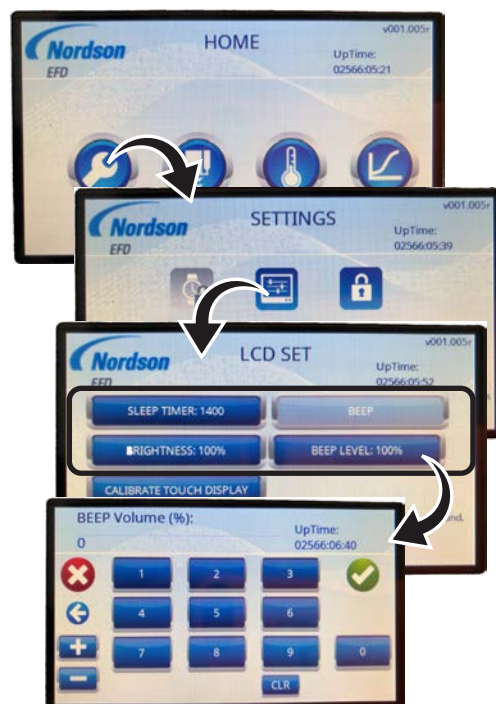 v001.005r
Nordson
EFD
HOME
UpTime:
02566:05:21
v001.005r
Nordson
EFD
SETTINGS
UpTime:
02566:05:39
v001.005r
Nordson
EFD
LCD SET
UpTime:
02566:05:52
SLEEP TIMER: 1400
BEEP
BRIGHTNESS: 100%
BEEP LEVEL: 100%
CALIBRATE TOUCH DISPLAY
BEEP Volume (%):
0
UpTime:
02566:06:40
1
2
3
4
5
6
7
8
9
0
CLR